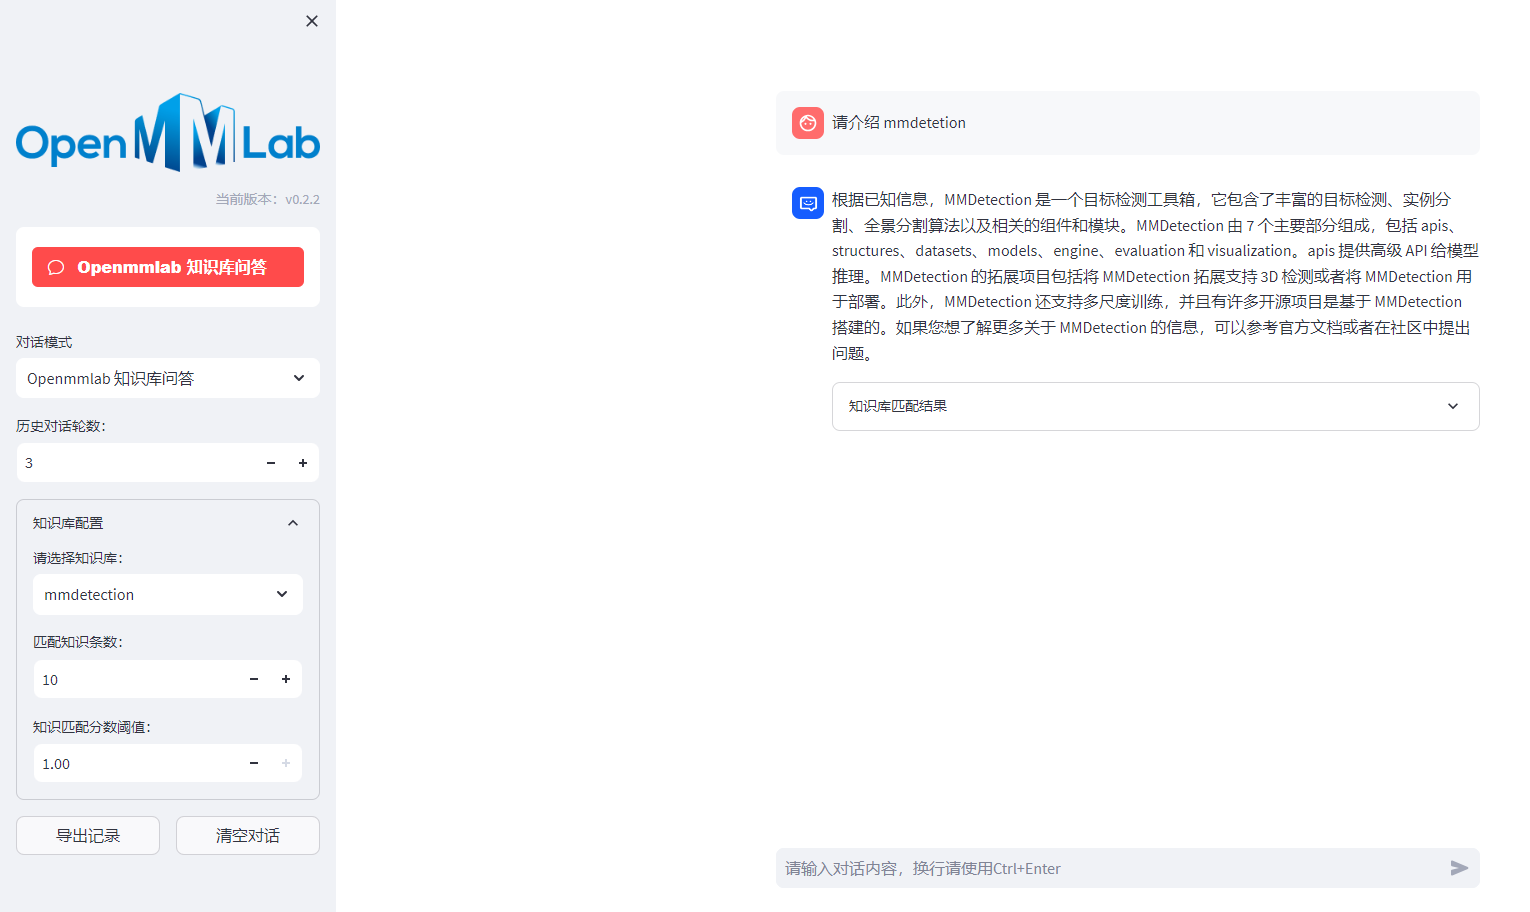 OpenMMLab
当前版本：v0.2.2
Openmmlab 知识库问答
对话模式
Openmmlab 知识库问答
历史对话轮数：
3
知识库配置
请选择知识库：
mmdetection
匹配知识条数：
10
知识匹配分数阈值：
1.00
导出记录
清空对话
请介绍 mmdetetion
根据已知信息，MMDetection 是一个目标检测工具箱，它包含了丰富的目标检测、实例分
割、全景分割算法以及相关的组件和模块。MMDetection 由 7 个主要部分组成，包括 apis、
structures、datasets、models、engine、evaluation 和 visualization。apis 提供高级 API 给模型
推理。MMDetection 的拓展项目包括将 MMDetection 拓展支持 3D 检测或者将 MMDetection 用
于部署。此外，MMDetection 还支持多尺度训练，并且有许多开源项目是基于 MMDetection
搭建的。如果您想了解更多关于 MMDetection 的信息，可以参考官方文档或者在社区中提出
问题。
知识库匹配结果
请输入对话内容，换行请使用Ctrl+Enter